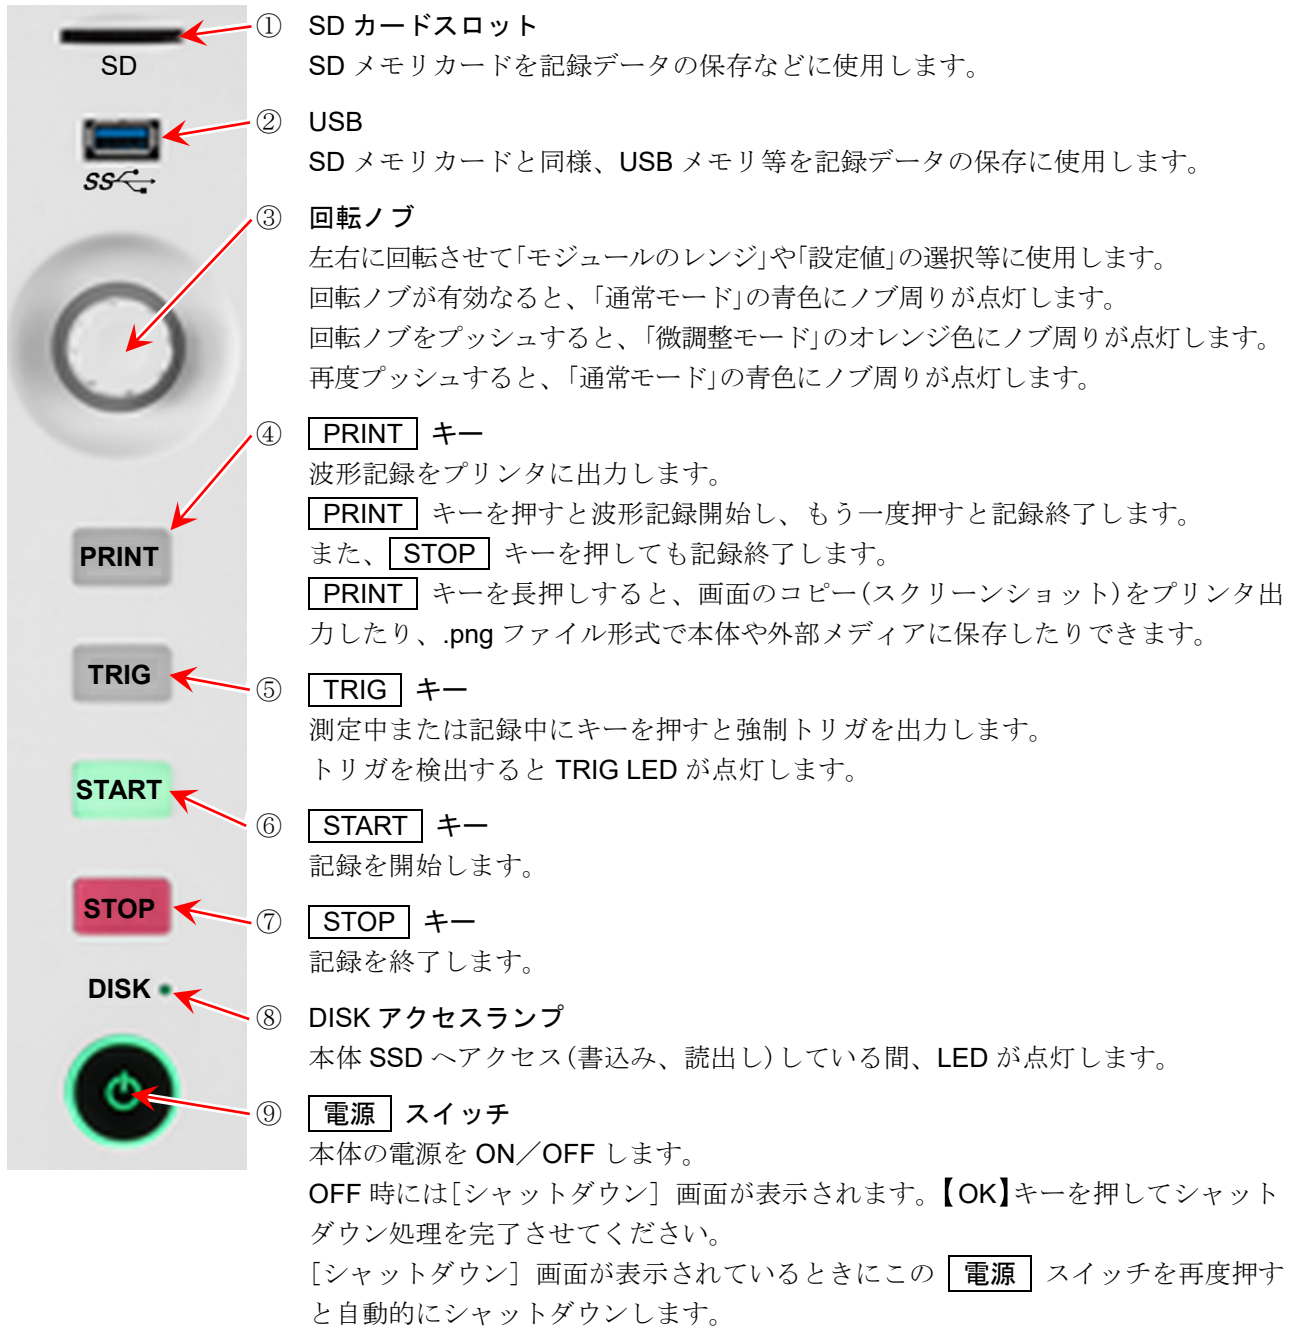 ① SD カードスロット
SD メモリカードを記録データの保存などに使用します。
② USB
SD メモリカードと同様、USB メモリ等を記録データの保存に使用します。
③ 回転ノブ
左右に回転させて「モジュールのレンジ」や「設定値」の選択等に使用します。
回転ノブが有効なると、「通常モード」の青色にノブ周りが点灯します。
回転ノブをプッシュすると、「微調整モード」のオレンジ色にノブ周りが点灯します。
再度プッシュすると、「通常モード」の青色にノブ周りが点灯します。
④ PRINT キー
波形記録をプリンタに出力します。
PRINT キーを押すと波形記録開始し、もう一度押すと記録終了します。
また、STOP キーを押しても記録終了します。
PRINT キーを長押しすると、画面のコピー(スクリーンショット)をプリンタ出
力したり、.png ファイル形式で本体や外部メディアに保存したりできます。
⑤ TRIG キー
測定中または記録中にキーを押すと強制トリガを出力します。
トリガを検出すると TRIG LED が点灯します。
⑥ START キー
記録を開始します。
⑦ STOP キー
記録を終了します。
⑧ DISK アクセスランプ
本体 SSD へアクセス(書込み、読出し)している間、LED が点灯します。
⑨ 電源 スイッチ
本体の電源を ON／OFF します。
OFF 時には[シャットダウン] 画面が表示されます。【OK】キーを押してシャット
ダウン処理を完了させてください。
[シャットダウン] 画面が表示されているときにこの 電源 スイッチを再度押す
と自動的にシャットダウンします。
SD
SS
PRINT
TRIG
START
STOP
DISK